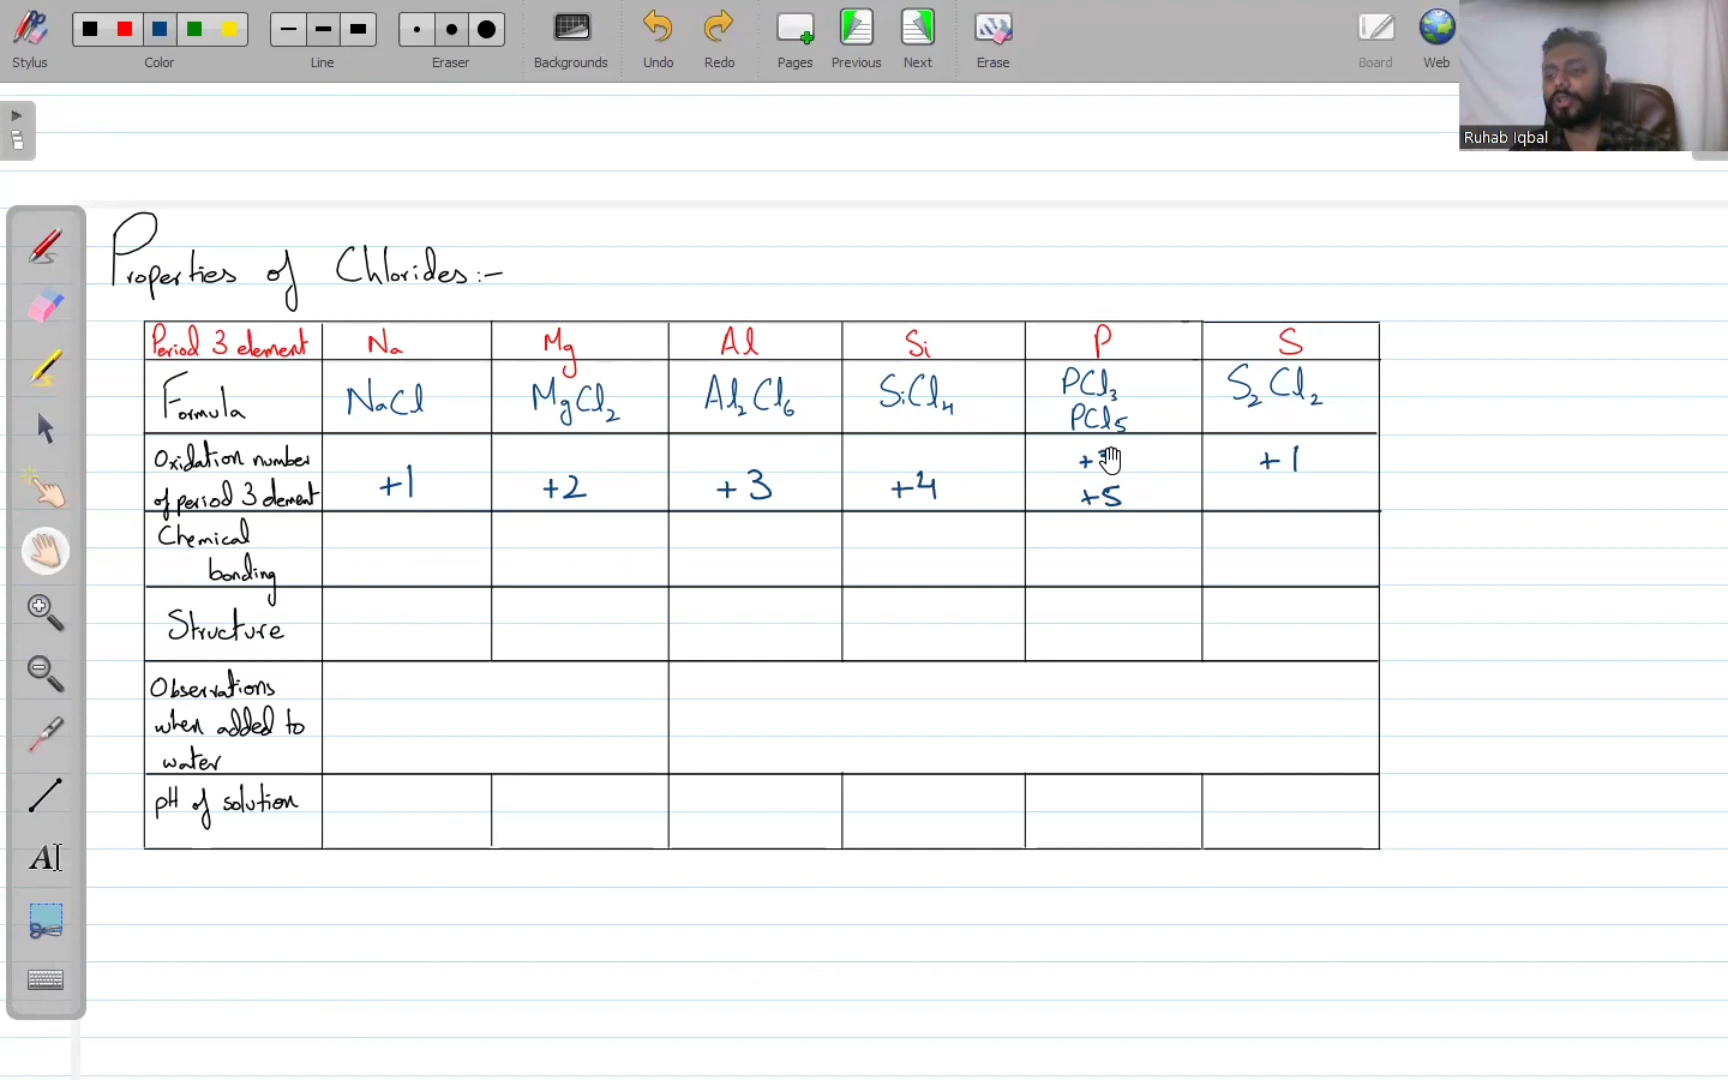 Stylus
Color
Line
Eraser
Backgrounds
Undo
Redo
Pages
Previous
Next
Erase
Board
Web
Ruhab Iqbal
Properties of Chlorides:-
Period 3 element Na Mg Al Si P S
Formula NaCl MgCl₂ Al₂Cl₆ SiCl₄ PCl₃ S₂Cl₂
PCl₅
Oxidation number
of period 3 element +1 +2 +3 +4 +5 +1
Chemical
bonding
Structure
Observations
when added to
water
pH of solution
A